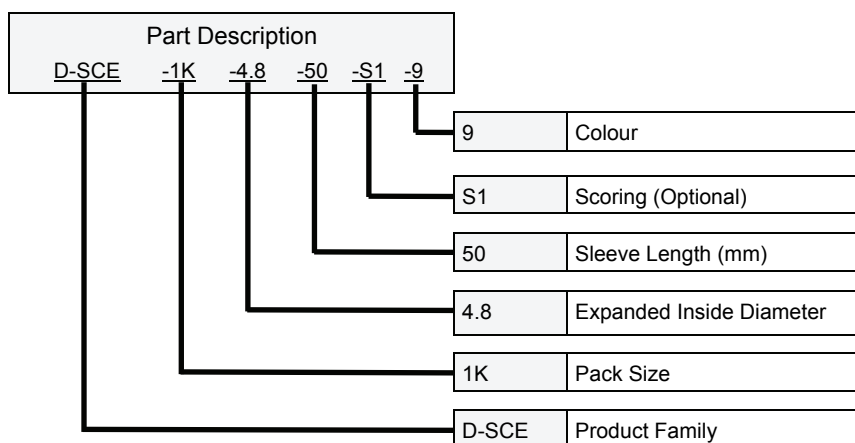 Part Description
D-SCE -1K -4.8 -50 -S1 -9
9 Colour
S1 Scoring (Optional)
50 Sleeve Length (mm)
4.8 Expanded Inside Diameter
1K Pack Size
D-SCE Product Family